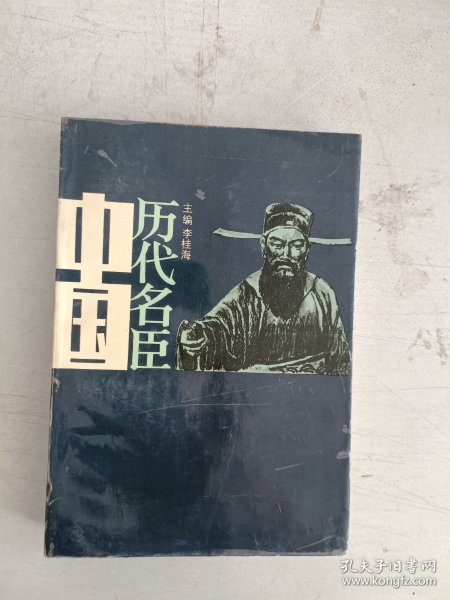 中国
历代名臣
主编 李桂海
孔夫子旧书网
www.kongfz.com